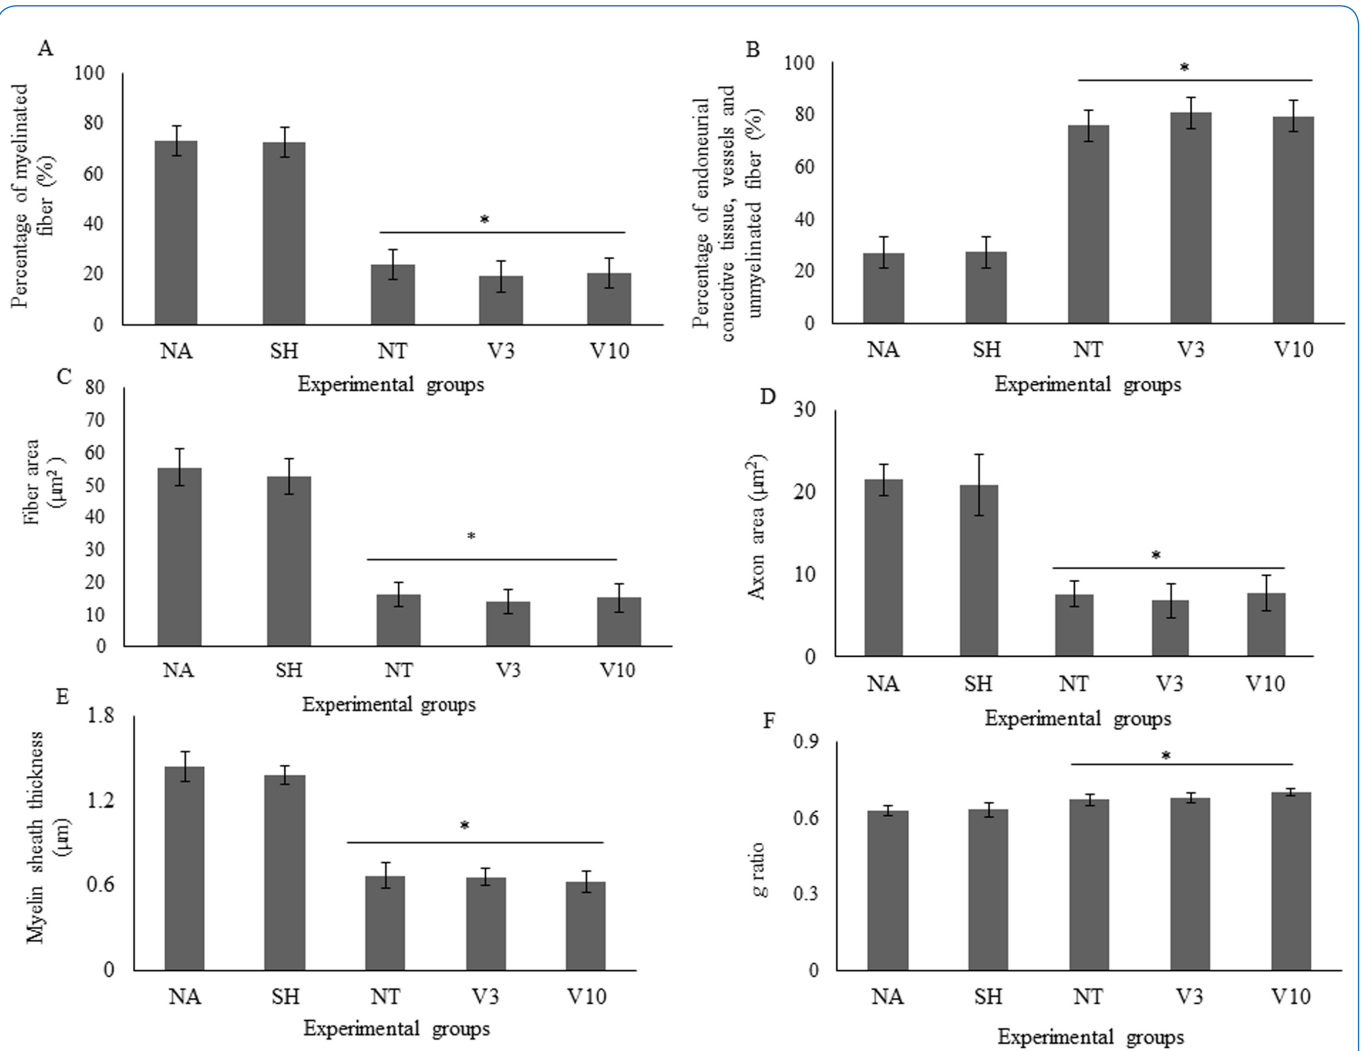 A
Percentage of myelinated
fiber (%)
100
80
60
40
20
0
*
NA SH NT V3 V10
Experimental groups
B
Percentage of endoneurial
conective tissue, vessels and
unmyelinated fiber (%)
100
80
60
40
20
0
*
NA SH NT V3 V10
Experimental groups
C
Fiber area
(μm²)
80
70
60
50
40
30
20
10
0
*
NA SH NT V3 V10
Experimental groups
D
Axon area (μm²)
30
20
10
0
*
NA SH NT V3 V10
Experimental groups
E
Myelin sheath thickness
(μm)
1.8
1.2
0.6
0
*
NA SH NT V3 V10
Experimental groups
F
g ratio
0.9
0.6
0.3
0
*
NA SH NT V3 V10
Experimental groups